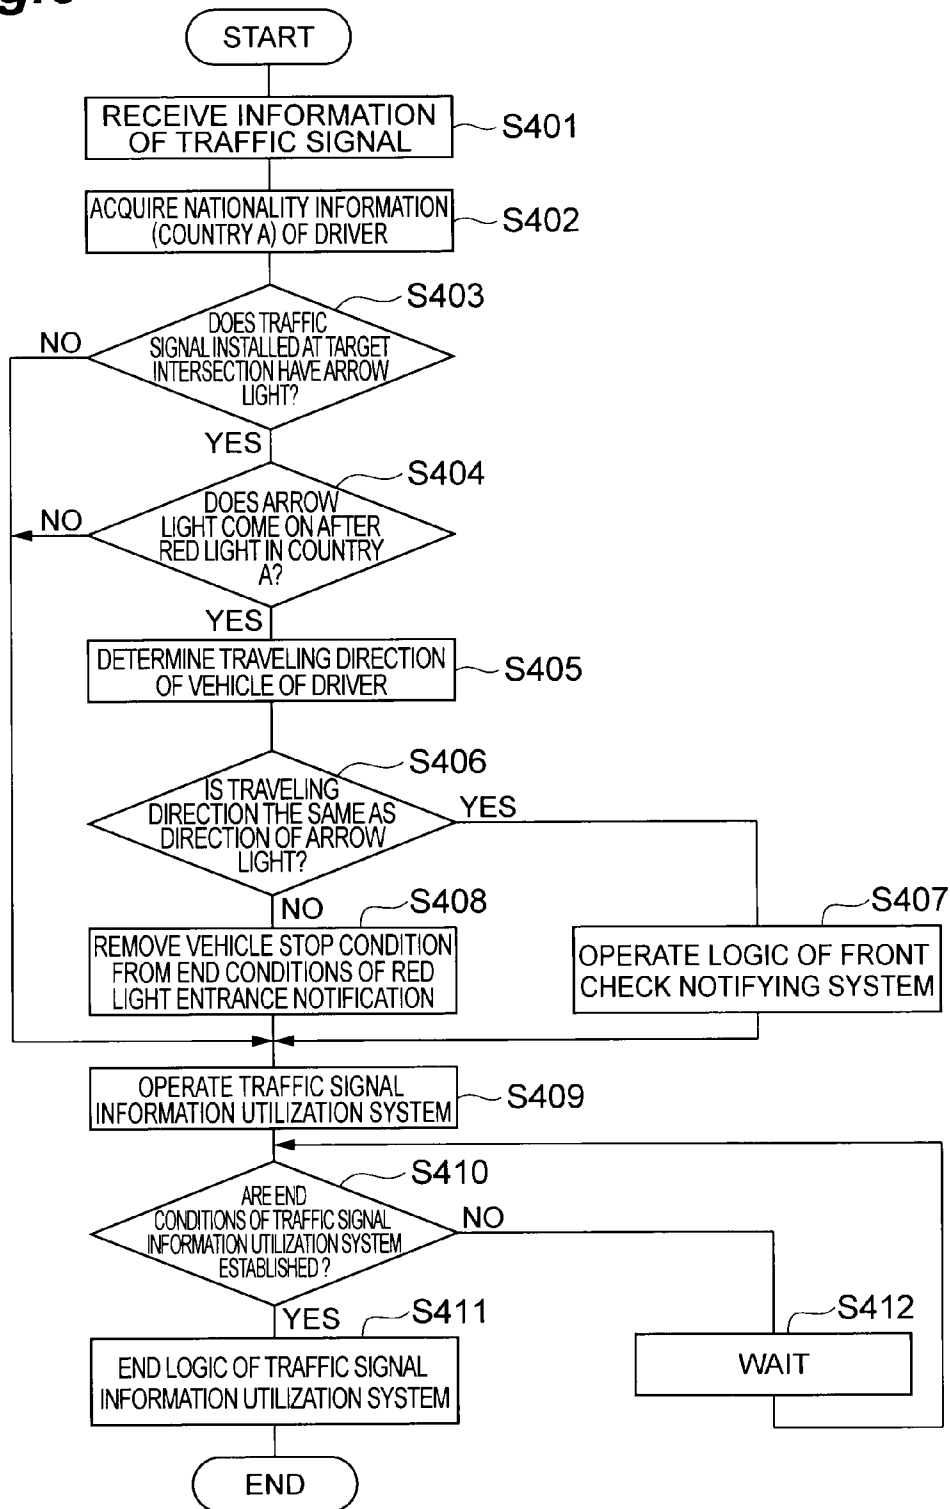 START
RECEIVE INFORMATION
OF TRAFFIC SIGNAL
S401
ACQUIRE NATIONALITY INFORMATION
(COUNTRY A) OF DRIVER
S402
S403
DOES TRAFFIC
SIGNAL INSTALLED AT TARGET
INTERSECTION HAVE ARROW
LIGHT?
NO
YES
S404
DOES ARROW
LIGHT COME ON AFTER
RED LIGHT IN COUNTRY
A?
NO
YES
DETERMINE TRAVELING DIRECTION
OF VEHICLE OF DRIVER
S405
S406
IS TRAVELING
DIRECTION THE SAME AS
DIRECTION OF ARROW
LIGHT?
YES
NO
S408
REMOVE VEHICLE STOP CONDITION
FROM END CONDITIONS OF RED
LIGHT ENTRANCE NOTIFICATION
S407
OPERATE LOGIC OF FRONT
CHECK NOTIFYING SYSTEM
OPERATE TRAFFIC SIGNAL
INFORMATION UTILIZATION SYSTEM
S409
S410
ARE END
CONDITIONS OF TRAFFIC SIGNAL
INFORMATION UTILIZATION SYSTEM
ESTABLISHED?
NO
YES
S411
END LOGIC OF TRAFFIC SIGNAL
INFORMATION UTILIZATION SYSTEM
S412
WAIT
END